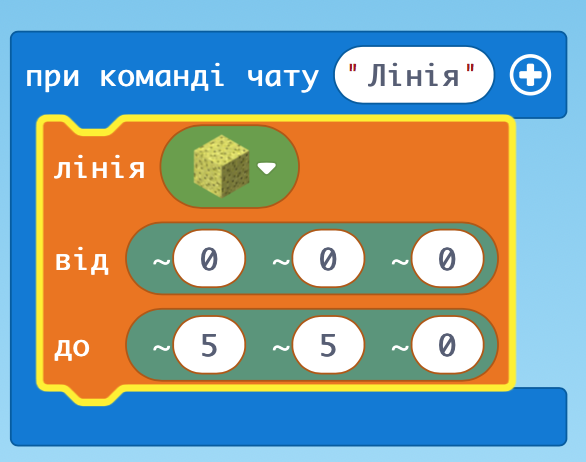 при команді чату "Лінія"
лінія
від ~0 ~0 ~0
до ~5 ~5 ~0